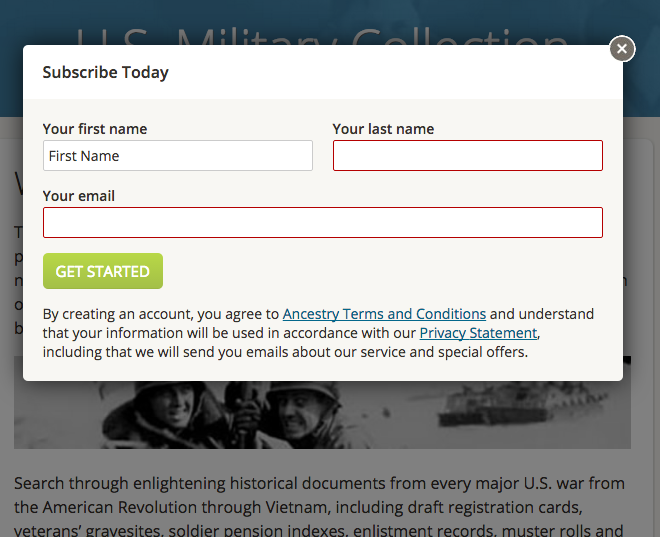 U.S. Military Collection
Subscribe Today
Your first name
Your last name
First Name
Your email
GET STARTED
By creating an account, you agree to Ancestry Terms and Conditions and understand
that your information will be used in accordance with our Privacy Statement,
including that we will send you emails about our service and special offers.
Search through enlightening historical documents from every major U.S. war from
the American Revolution through Vietnam, including draft registration cards,
veterans’ gravesites, soldier pension indexes, enlistment records, muster rolls and